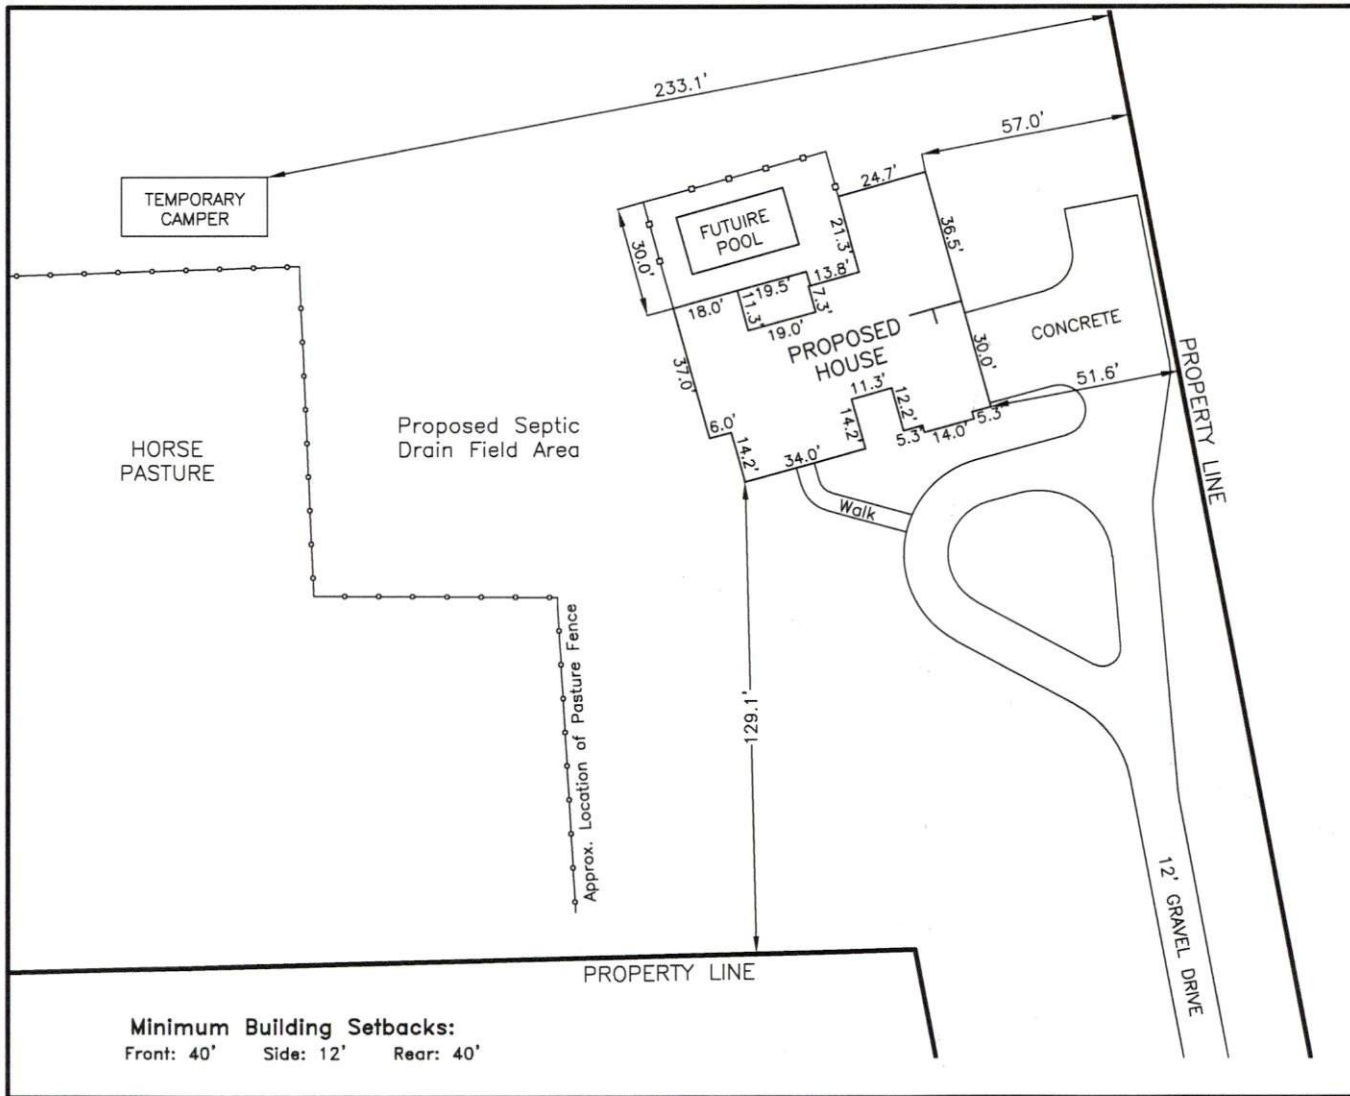 233.1'
57.0'
TEMPORARY
CAMPER
24.7'
FUTUIRE
POOL
30.0'
21.3'
36.5'
13.8'
19.5'
18.0'
11.3'
7.3'
19.0'
PROPOSED
HOUSE
CONCRETE
30.0'
37.0'
51.6'
PROPERTY LINE
11.3'
12.2'
14.2'
5.3'
14.0'
5.3'
6.0'
14.2'
34.0'
HORSE
PASTURE
Proposed Septic
Drain Field Area
Walk
Approx. Location of Pasture Fence
129.1'
12' GRAVEL DRIVE
PROPERTY LINE
Minimum Building Setbacks:
Front: 40' Side: 12' Rear: 40'